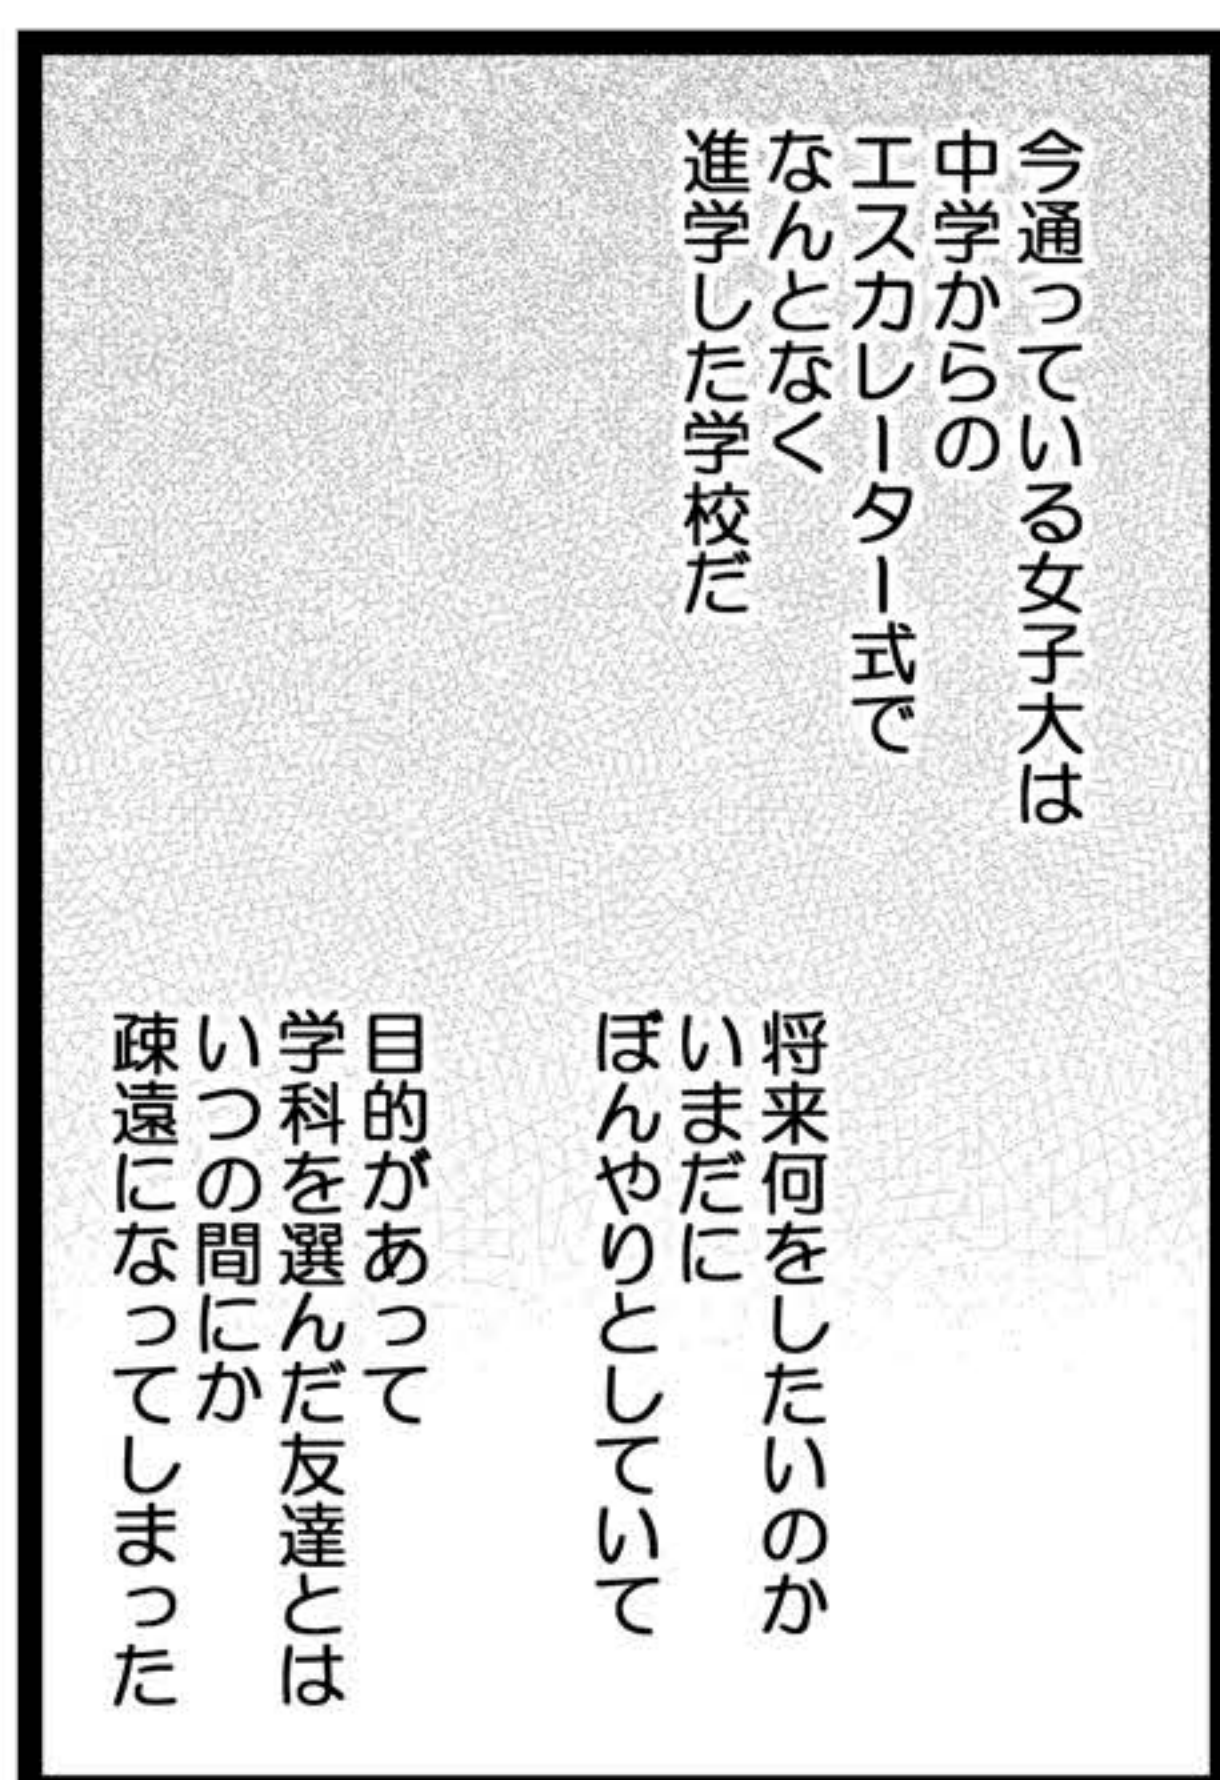 今通っている女子大は
中学からの
エスカレーター式で
なんとなく
進学した学校だ
将来何をしたいのか
いまだに
ぼんやりとしていて
目的があって
学科を選んだ友達とは
いつの間にか
疎遠になってしまった